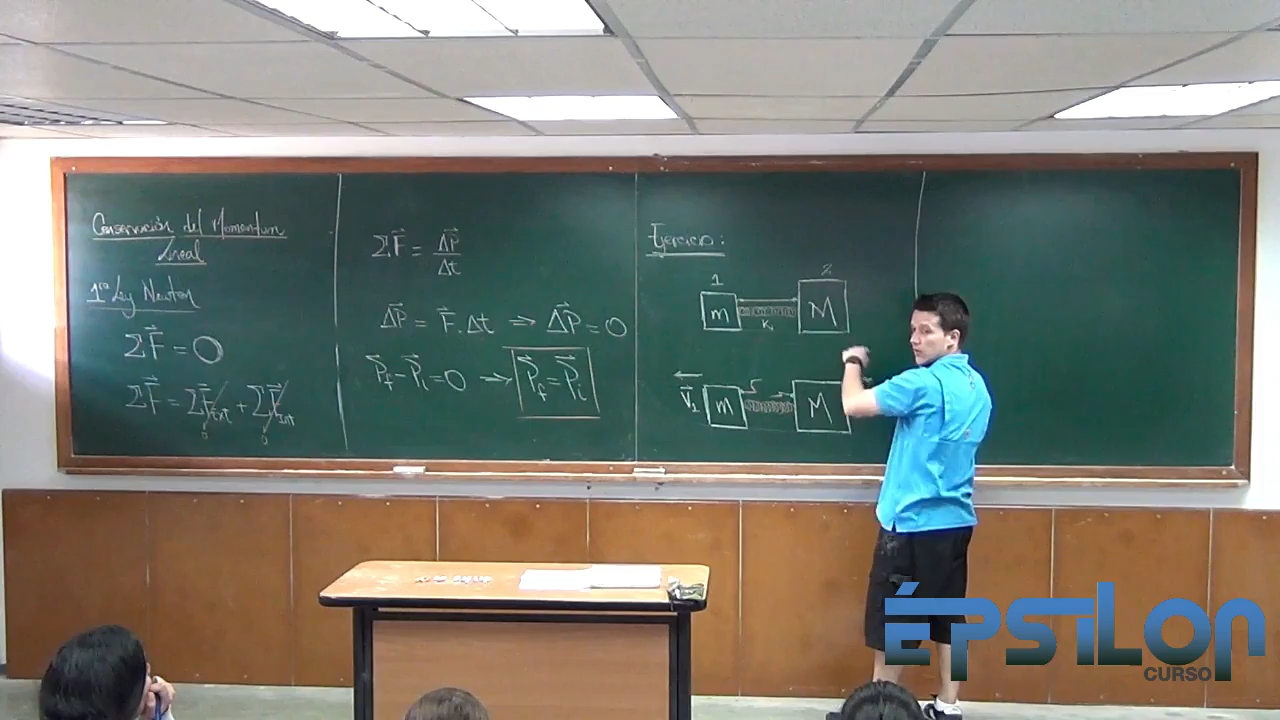 Conservación del Momentum
Lineal
1ra Ley Newton
ΣF⃗ = 0
ΣF⃗ = ΣF⃗Ext + ΣF⃗Int
0 0
ΣF⃗ = ΔP⃗/Δt
ΔP⃗ = F⃗.Δt ⇒ ΔP⃗ = 0
P⃗f - P⃗i = 0 → P⃗f = P⃗i
Ejercicio:
1 2
m M
K
V⃗1 m M
ÉPSILON
CURSO